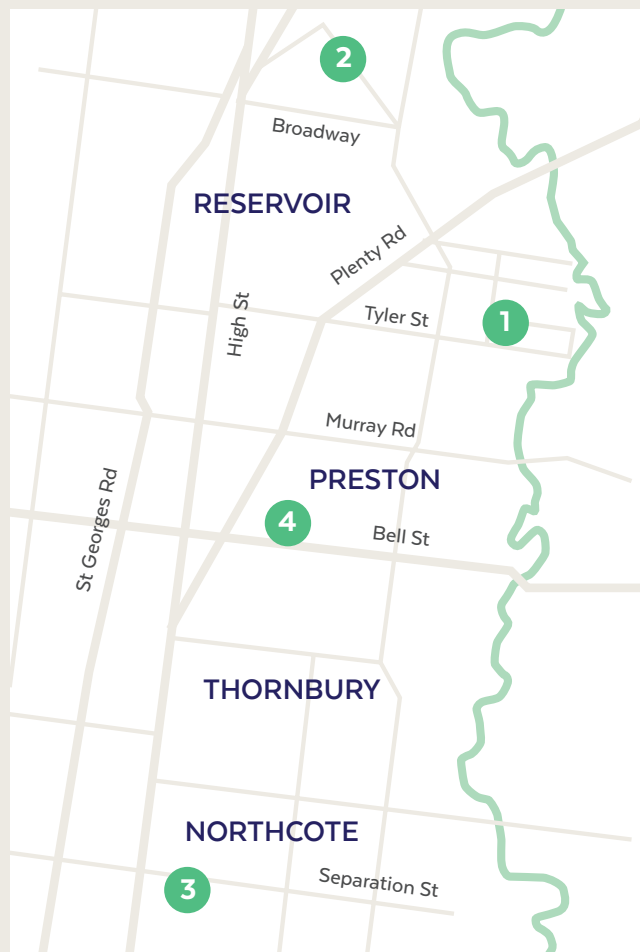 2
Broadway
RESERVOIR
Plenty Rd
High St
Tyler St
1
Murray Rd
PRESTON
St Georges Rd
4
Bell St
THORNBURY
NORTHCOTE
3
Separation St